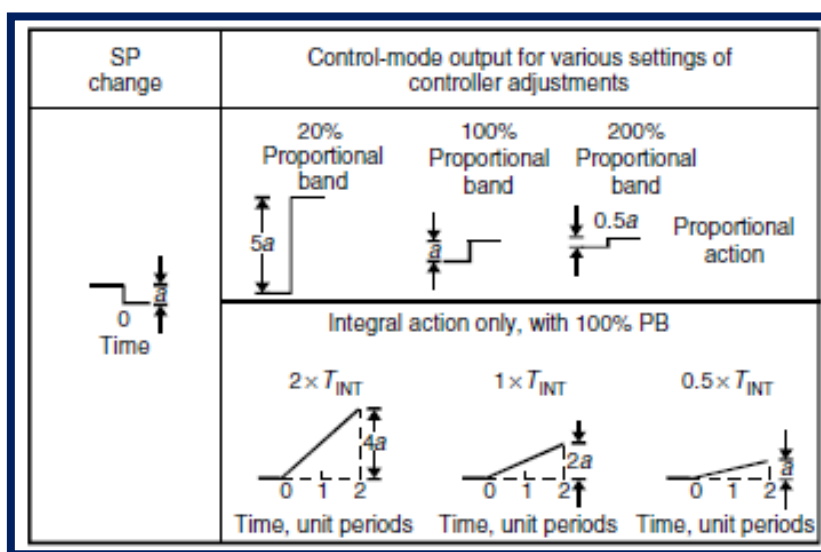 SP
change
Control-mode output for various settings of
controller adjustments
20%
Proportional
band
100%
Proportional
band
200%
Proportional
band
5a
a
0.5a
Proportional
action
a
0
Time
Integral action only, with 100% PB
2 × T_INT
1 × T_INT
0.5 × T_INT
4a
2a
a
0 1 2
0 1 2
0 1 2
Time, unit periods
Time, unit periods
Time, unit periods